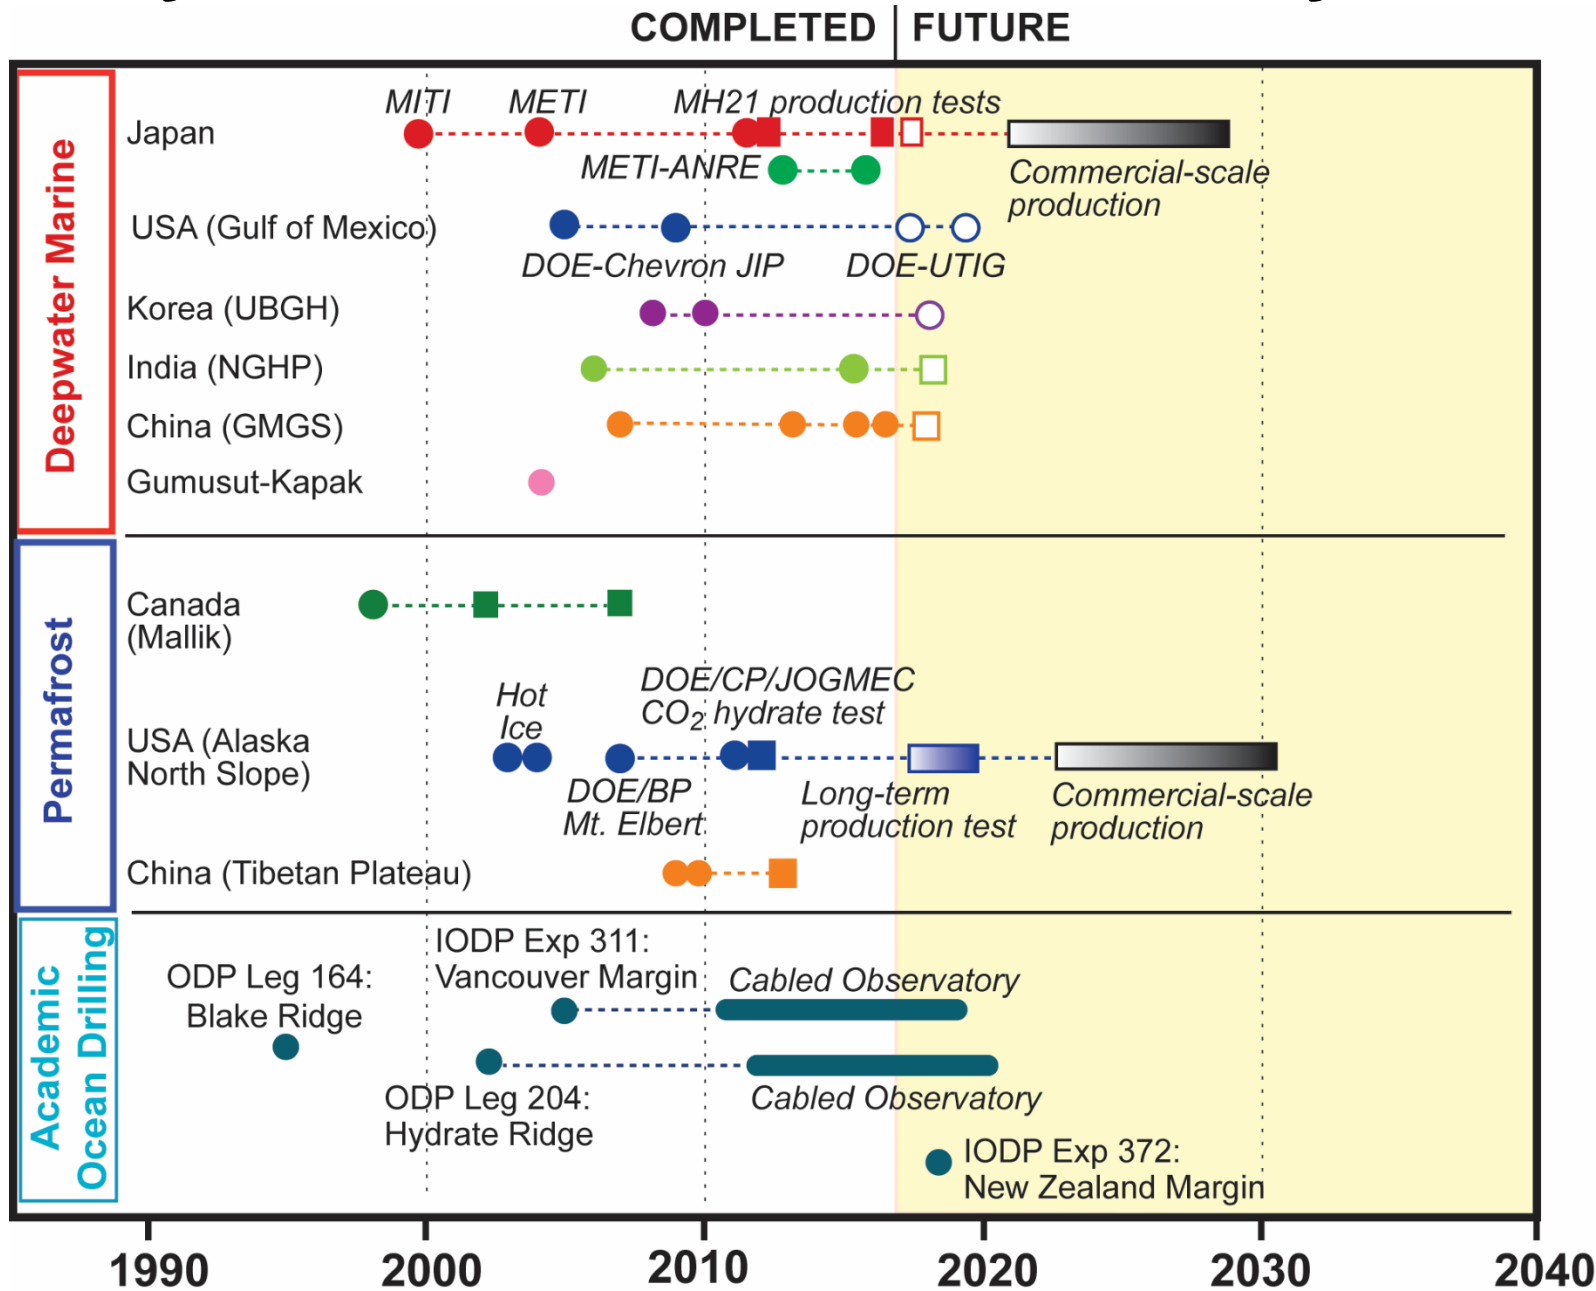 COMPLETED FUTURE
Deepwater Marine
MITI METI MH21 production tests
Japan
METI-ANRE
Commercial-scale
production
USA (Gulf of Mexico)
DOE-Chevron JIP DOE-UTIG
Korea (UBGH)
India (NGHP)
China (GMGS)
Gumusut-Kapak
Permafrost
Canada
(Mallik)
Hot
Ice
DOE/CP/JOGMEC
CO2 hydrate test
USA (Alaska
North Slope)
DOE/BP
Mt. Elbert
Long-term
production test
Commercial-scale
production
China (Tibetan Plateau)
Academic
Ocean Drilling
IODP Exp 311:
Vancouver Margin
ODP Leg 164:
Blake Ridge
Cabled Observatory
ODP Leg 204:
Hydrate Ridge
Cabled Observatory
IODP Exp 372:
New Zealand Margin
1990 2000 2010 2020 2030 2040